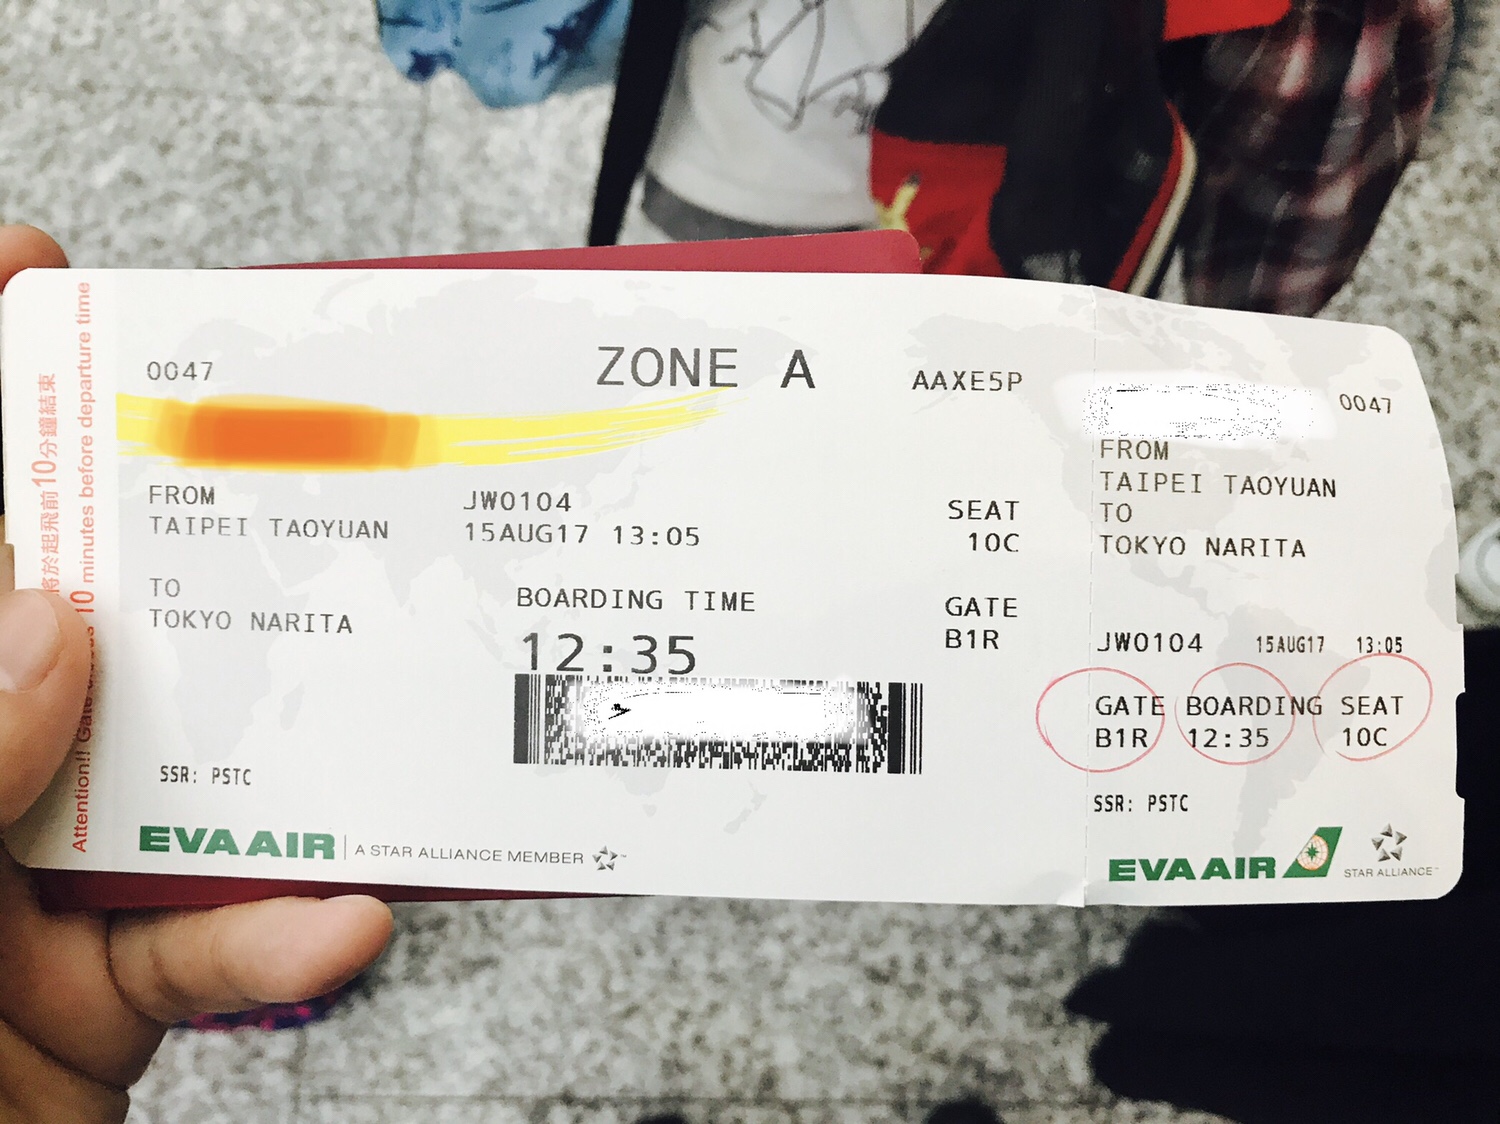 將於起飛前10分鐘結束
Attention!! Gate 10 minutes before departure time
0047
ZONE A
AAXE5P
FROM
TAIPEI TAOYUAN
JW0104
15AUG17 13:05
SEAT
10C
TO
TOKYO NARITA
BOARDING TIME
12:35
GATE
B1R
SSR: PSTC
EVA AIR A STAR ALLIANCE MEMBER
0047
FROM
TAIPEI TAOYUAN
TO
TOKYO NARITA
JW0104 15AUG17 13:05
GATE BOARDING SEAT
B1R 12:35 10C
SSR: PSTC
EVA AIR STAR ALLIANCE